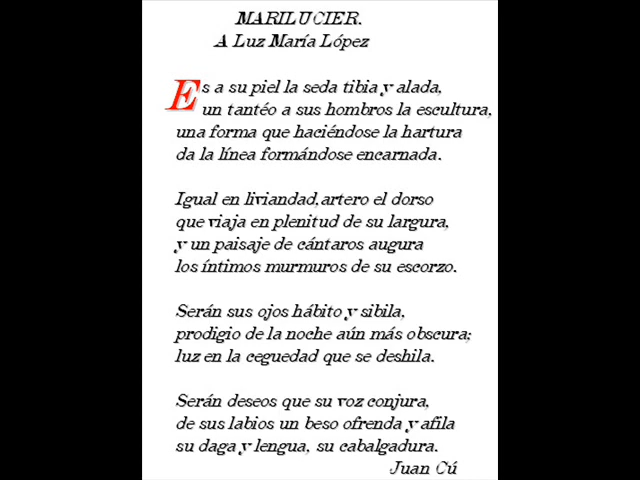 MARILUCIER.
A Luz María López
Es a su piel la seda tibia y alada,
un tantéo a sus hombros la escultura,
una forma que haciéndose la hartura
da la línea formándose encarnada.
Igual en liviandad,artero el dorso
que viaja en plenitud de su largura,
y un paisaje de cántaros augura
los íntimos murmuros de su escorzo.
Serán sus ojos hábito y sibila,
prodigio de la noche aún más obscura;
luz en la ceguedad que se deshila.
Serán deseos que su voz conjura,
de sus labios un beso ofrenda y afila
su daga y lengua, su cabalgadura.
Juan Cú